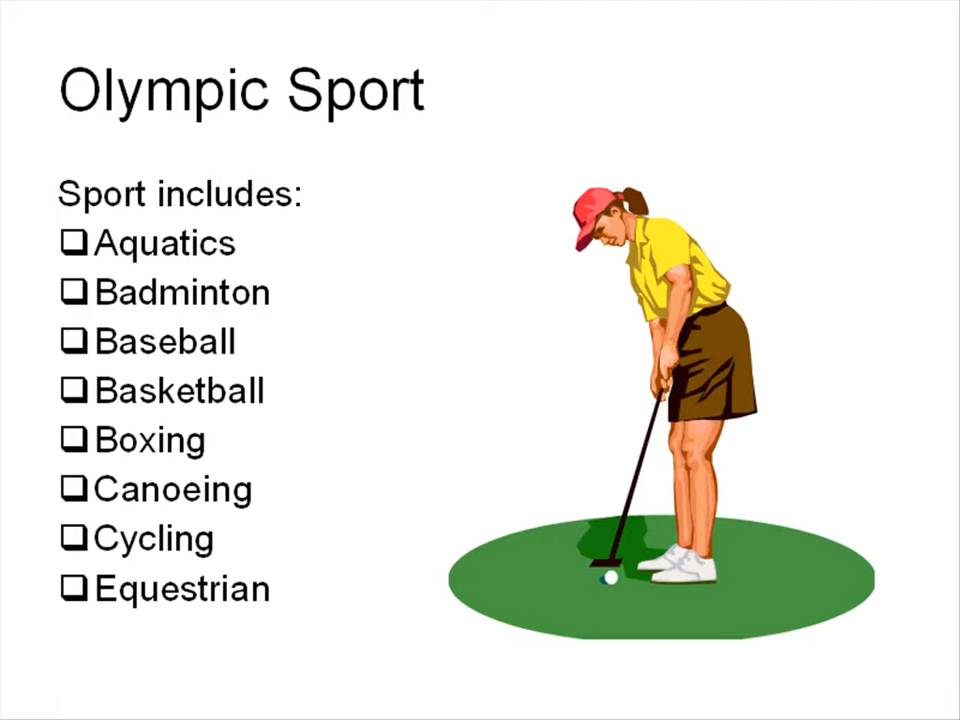 Olympic Sport
Sport includes:
❑Aquatics
❑Badminton
❑Baseball
❑Basketball
❑Boxing
❑Canoeing
❑Cycling
❑Equestrian